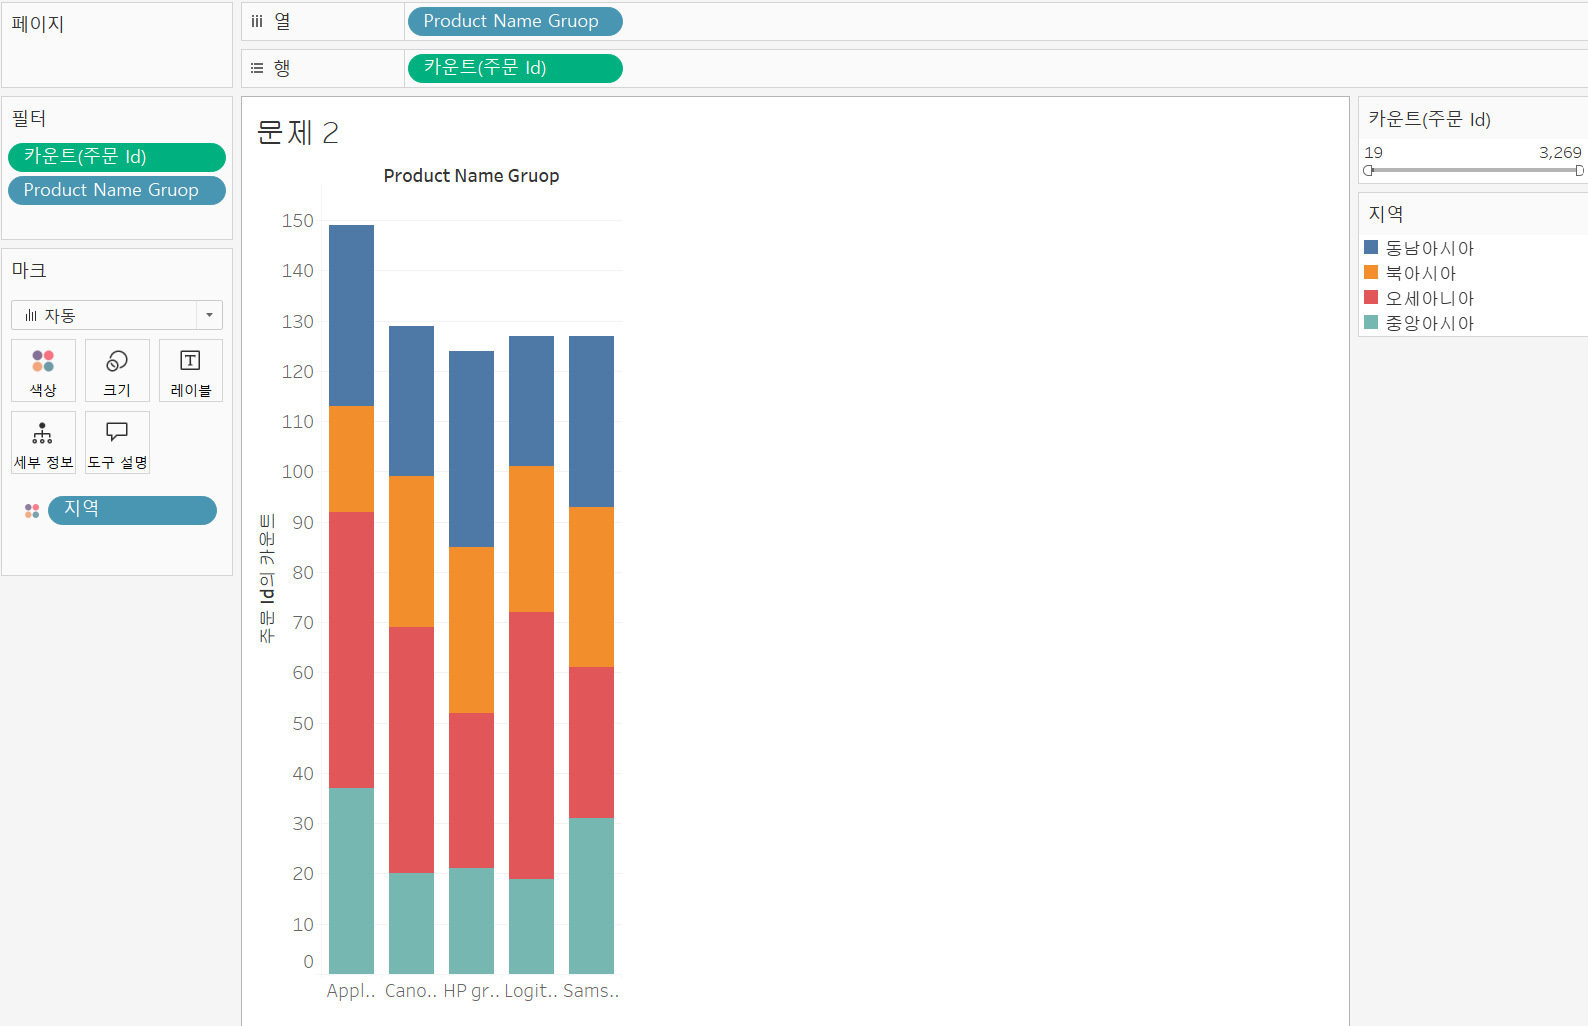 페이지
열
Product Name Gruop
행
카운트(주문 Id)
필터
카운트(주문 Id)
Product Name Gruop
마크
자동
색상
크기
레이블
세부 정보
도구 설명
지역
문제 2
Product Name Gruop
주문 Id의 카운트
150
140
130
120
110
100
90
80
70
60
50
40
30
20
10
0
Appl.. Cano.. HP gr.. Logit.. Sams..
카운트(주문 Id)
19 3,269
지역
동남아시아
북아시아
오세아니아
중앙아시아